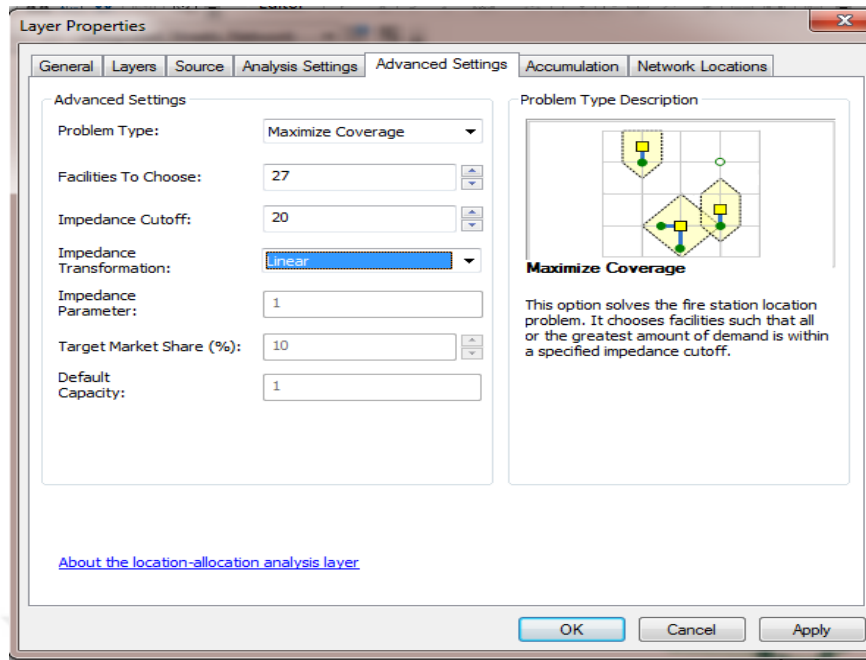 Layer Properties
General Layers Source Analysis Settings Advanced Settings Accumulation Network Locations
Advanced Settings
Problem Type: Maximize Coverage
Facilities To Choose: 27
Impedance Cutoff: 20
Impedance
Transformation: Linear
Impedance
Parameter: 1
Target Market Share (%): 10
Default
Capacity: 1
Problem Type Description
Maximize Coverage
This option solves the fire station location
problem. It chooses facilities such that all
or the greatest amount of demand is within
a specified impedance cutoff.
About the location-allocation analysis layer
OK Cancel Apply